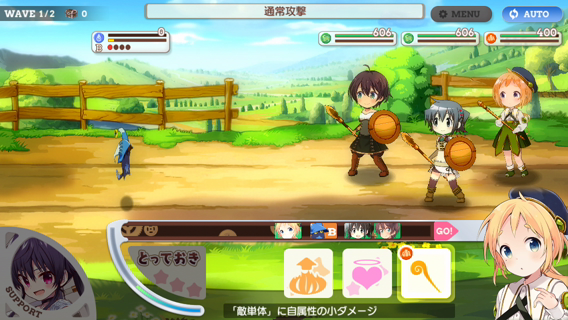 WAVE 1/2 0
通常攻撃
MENU
AUTO
0
606
606
400
B
GO!
とっておき
SUPPORT
「敵単体」に自属性の小ダメージ